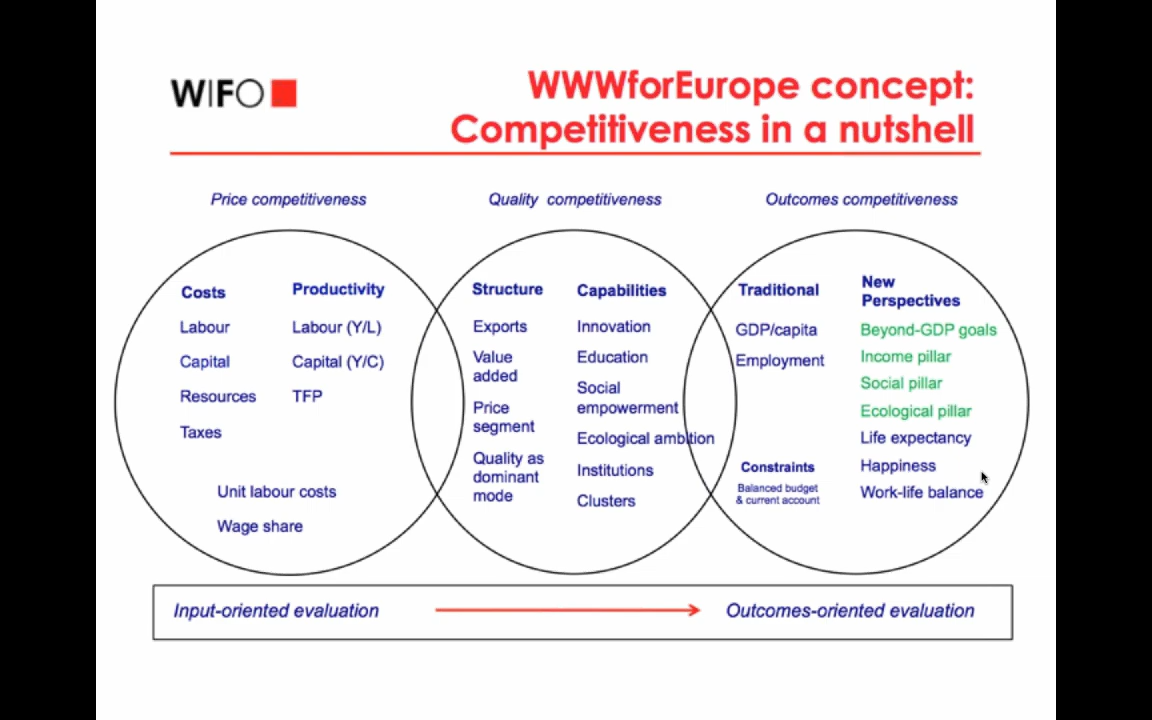 WIFO
WWWforEurope concept:
Competitiveness in a nutshell
Price competitiveness
Quality competitiveness
Outcomes competitiveness
Costs
Labour
Capital
Resources
Taxes
Productivity
Labour (Y/L)
Capital (Y/C)
TFP
Unit labour costs
Wage share
Structure
Exports
Value
added
Price
segment
Quality as
dominant
mode
Capabilities
Innovation
Education
Social
empowerment
Ecological ambition
Institutions
Clusters
Traditional
GDP/capita
Employment
Constraints
Balanced budget
& current account
New
Perspectives
Beyond-GDP goals
Income pillar
Social pillar
Ecological pillar
Life expectancy
Happiness
Work-life balance
Input-oriented evaluation
Outcomes-oriented evaluation